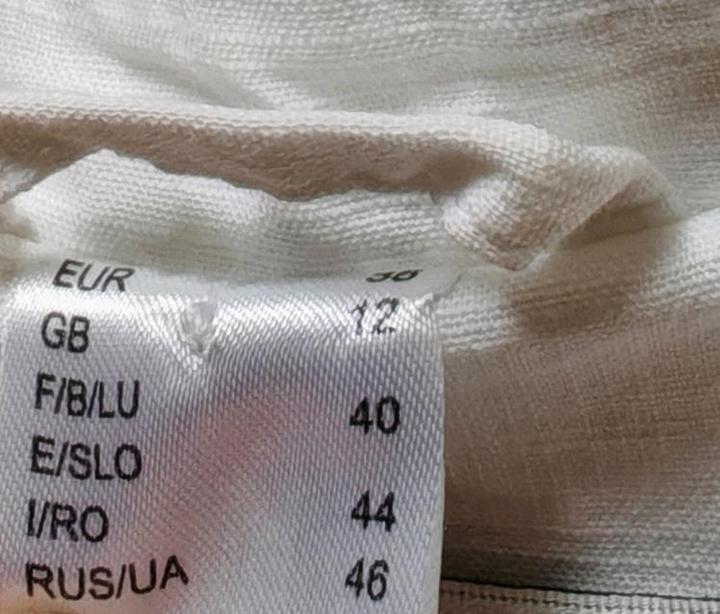 EUR
GB 12
F/B/LU 40
E/SLO
I/RO 44
RUS/UA 46